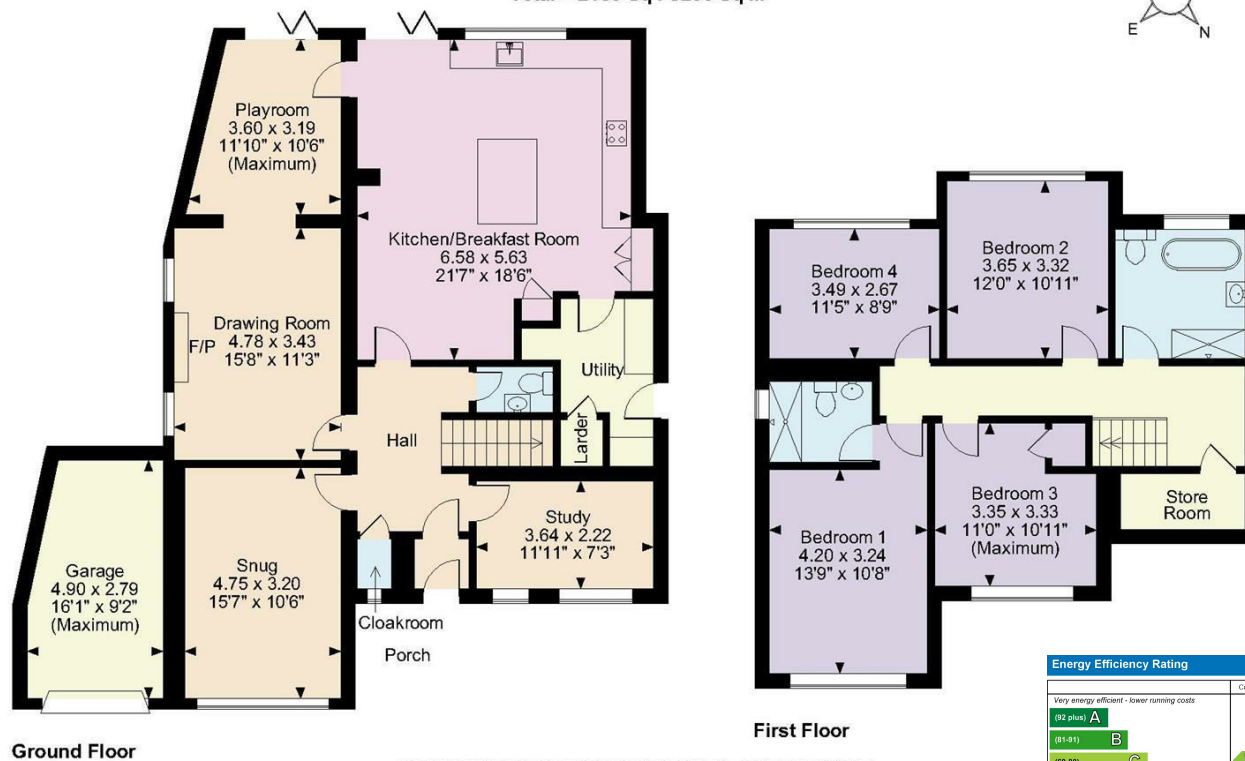 E
N
Playroom
3.60 x 3.19
11'10" x 10'6"
(Maximum)
Kitchen/Breakfast Room
6.58 x 5.63
21'7" x 18'6"
Drawing Room
4.78 x 3.43
15'8" x 11'3"
F/P
Utility
Larder
Hall
Study
3.64 x 2.22
11'11" x 7'3"
Garage
4.90 x 2.79
16'1" x 9'2"
(Maximum)
Snug
4.75 x 3.20
15'7" x 10'6"
Cloakroom
Porch
Ground Floor
Bedroom 4
3.49 x 2.67
11'5" x 8'9"
Bedroom 2
3.65 x 3.32
12'0" x 10'11"
Bedroom 1
4.20 x 3.24
13'9" x 10'8"
Bedroom 3
3.35 x 3.33
11'0" x 10'11"
(Maximum)
Store
Room
First Floor
Energy Efficiency Rating
Very energy efficient - lower running costs
(92 plus) A
(81-91) B